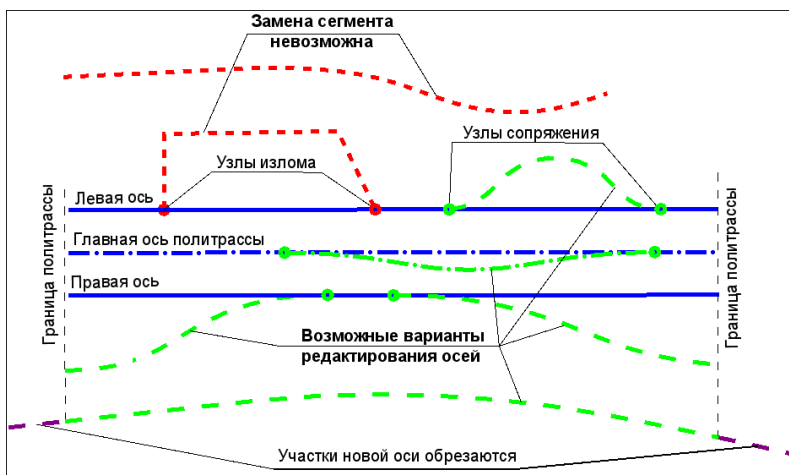 Замена сегмента
невозможна
Узлы сопряжения
Узлы излома
Левая ось
Главная ось политрассы
Правая ось
Граница политрассы
Граница политрассы
Возможные варианты
редактирования осей
Участки новой оси обрезаются